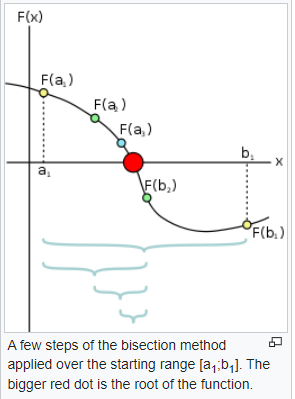 F(x)
F(a₁)
F(a₂)
F(a₃)
b₁
x
a₁
F(b₂)
F(b₁)
A few steps of the bisection method
applied over the starting range [a₁;b₁]. The
bigger red dot is the root of the function.